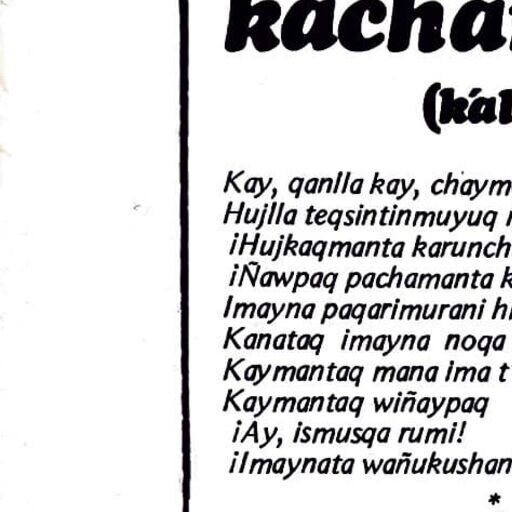 kacha
(k'al
Kay, qanlla kay, chaym
Hujlla teqsintinmuyuq
¡Hujkaqmanta karunch
¡Ñawpaq pachamanta k
Imayna paqarimurani h
Kanataq imayna noqa
Kaymantaq mana ima t'
Kaymantaq wiñaypaq
¡Ay, ismusqa rumi!
¡Imaynata wañukushan
*